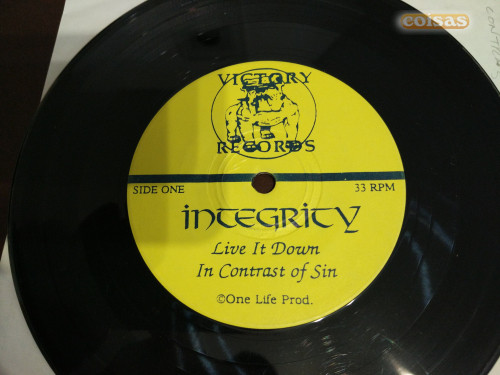 coisas
VICTORY
RECORDS
SIDE ONE
33 RPM
INTEGRITY
Live It Down
In Contrast of Sin
©One Life Prod.